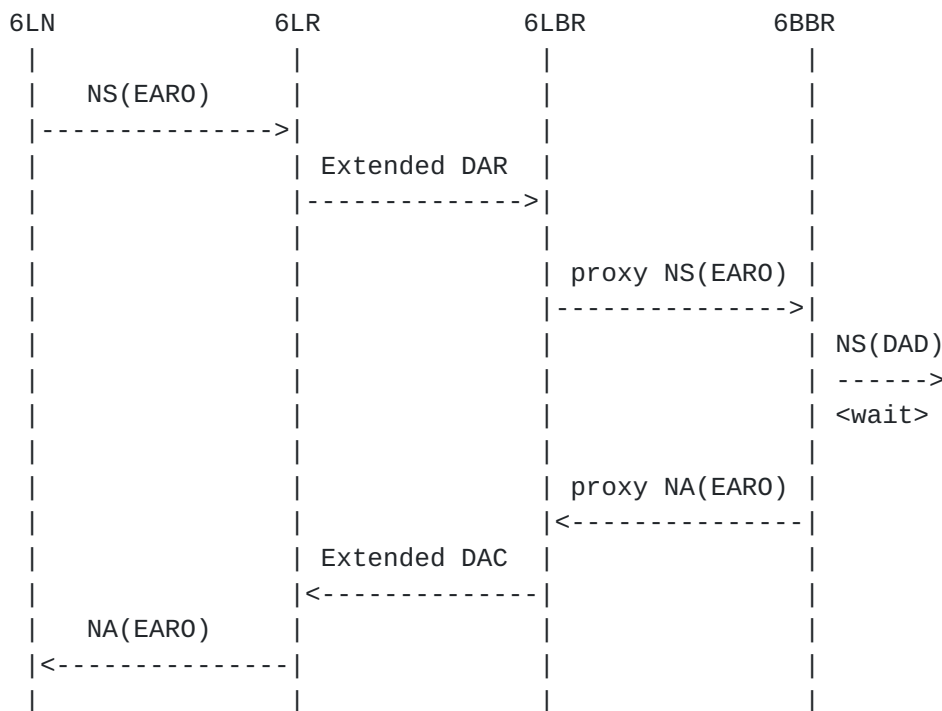 6LN 6LR 6LBR 6BBR
NS(EARO)
Extended DAR
proxy NS(EARO)
NS(DAD)
<wait>
proxy NA(EARO)
Extended DAC
NA(EARO)